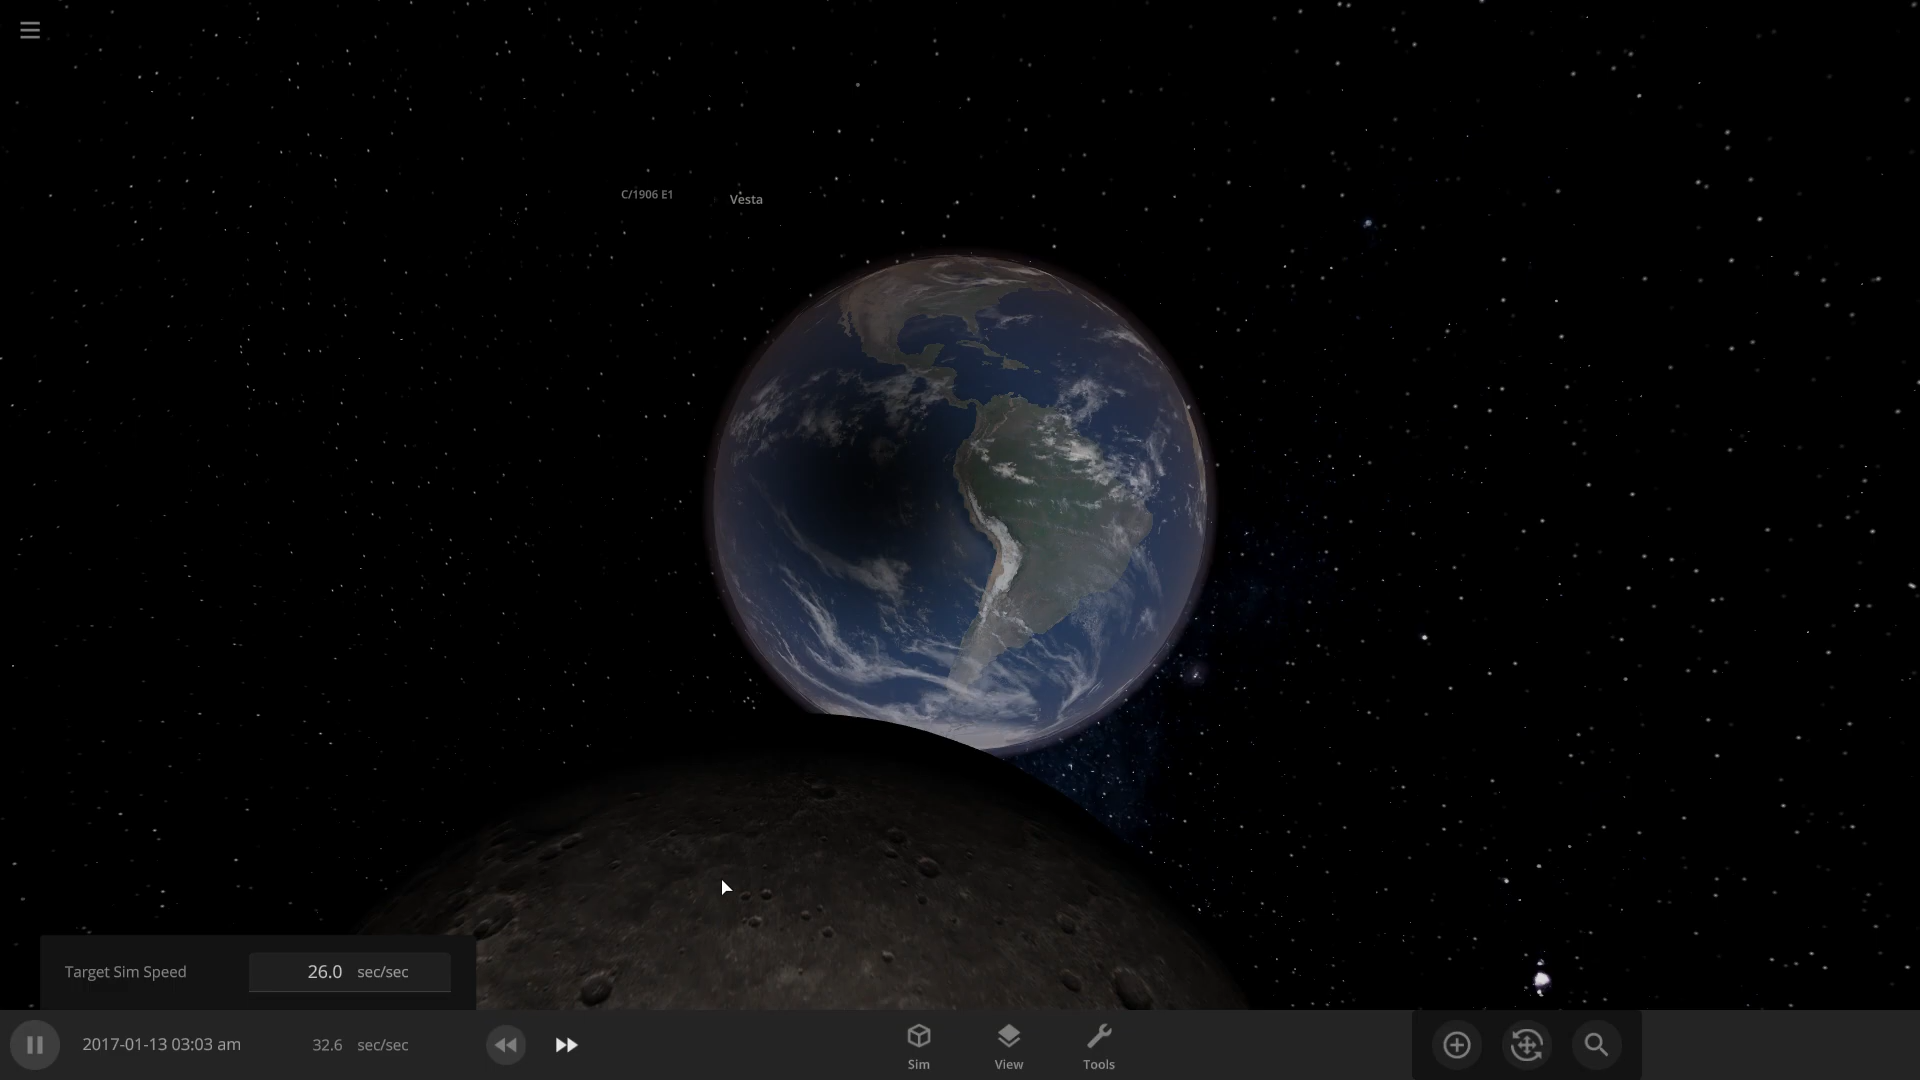 C/1906 E1
Vesta
Target Sim Speed 26.0 sec/sec
2017-01-13 03:03 am 32.6 sec/sec
Sim View Tools